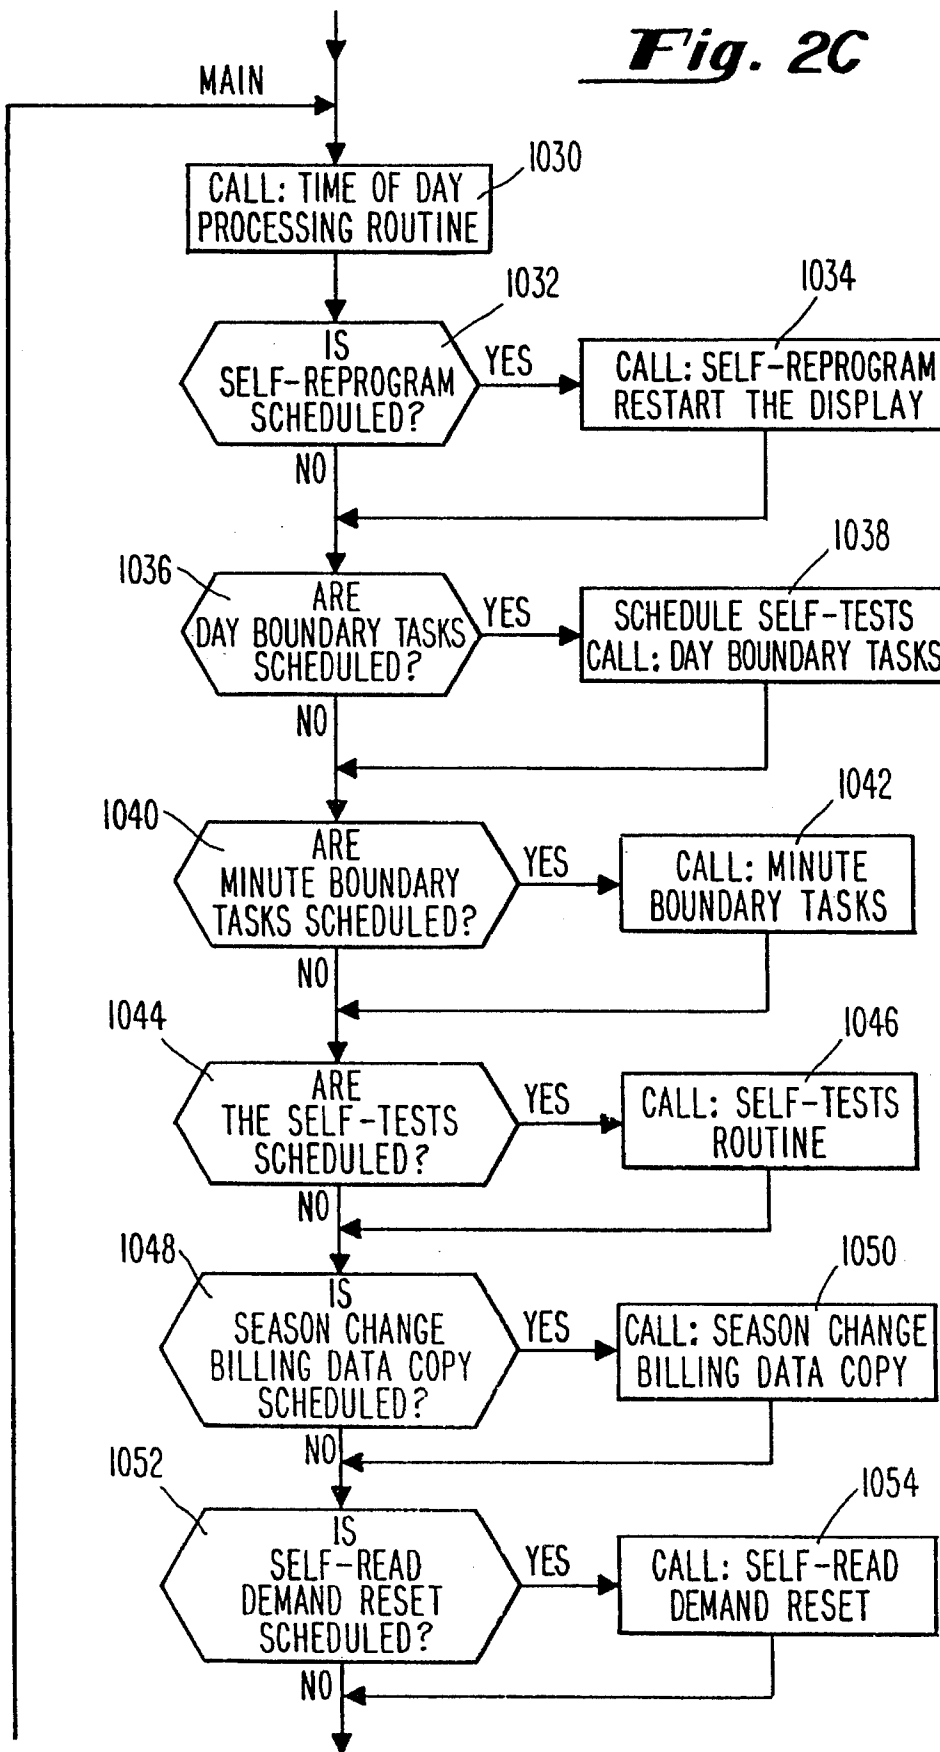 Fig. 2C
MAIN
1030
CALL: TIME OF DAY
PROCESSING ROUTINE
1032
IS
SELF-REPROGRAM
SCHEDULED?
YES
1034
CALL: SELF-REPROGRAM
RESTART THE DISPLAY
NO
1036
ARE
DAY BOUNDARY TASKS
SCHEDULED?
YES
1038
SCHEDULE SELF-TESTS
CALL: DAY BOUNDARY TASKS
NO
1040
ARE
MINUTE BOUNDARY
TASKS SCHEDULED?
YES
1042
CALL: MINUTE
BOUNDARY TASKS
NO
1044
ARE
THE SELF-TESTS
SCHEDULED?
YES
1046
CALL: SELF-TESTS
ROUTINE
NO
1048
IS
SEASON CHANGE
BILLING DATA COPY
SCHEDULED?
YES
1050
CALL: SEASON CHANGE
BILLING DATA COPY
NO
1052
IS
SELF-READ
DEMAND RESET
SCHEDULED?
YES
1054
CALL: SELF-READ
DEMAND RESET
NO